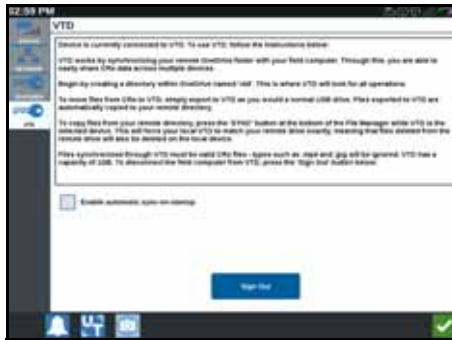 02:59 PM
VTD
Device is currently connected to VTD. To use VTD, follow the instructions below:
VTD works by synchronizing your remote OneDrive folder with your field computer. Through this, you are able to
easily share CRx data across multiple devices.
Begin by creating a directory within OneDrive named 'vtd'. This is where VTD will look for all operations.
To move files from CRx to VTD, simply export to VTD as you would a normal USB drive. Files exported to VTD are
automatically copied to your remote directory.
To copy files from your remote directory, press the 'SYNC' button at the bottom of the File Manager while VTD is the
selected device. This will force your local VTD to match your remote drive exactly, meaning that files deleted from the
remote drive will also be deleted on the local device.
Files synchronized through VTD must be valid CRx files - types such as .mp4 and .jpg will be ignored. VTD has a
capacity of 2GB. To disconnect the field computer from VTD, press the 'Sign Out' button below.
Enable automatic sync on startup
Sign Out
UT